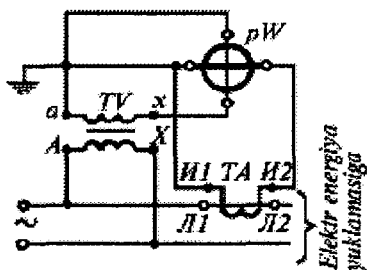 pW
a TV x
A X
И1 TA И2
Л1 Л2
~
Elektr energiya
yuklamasiga